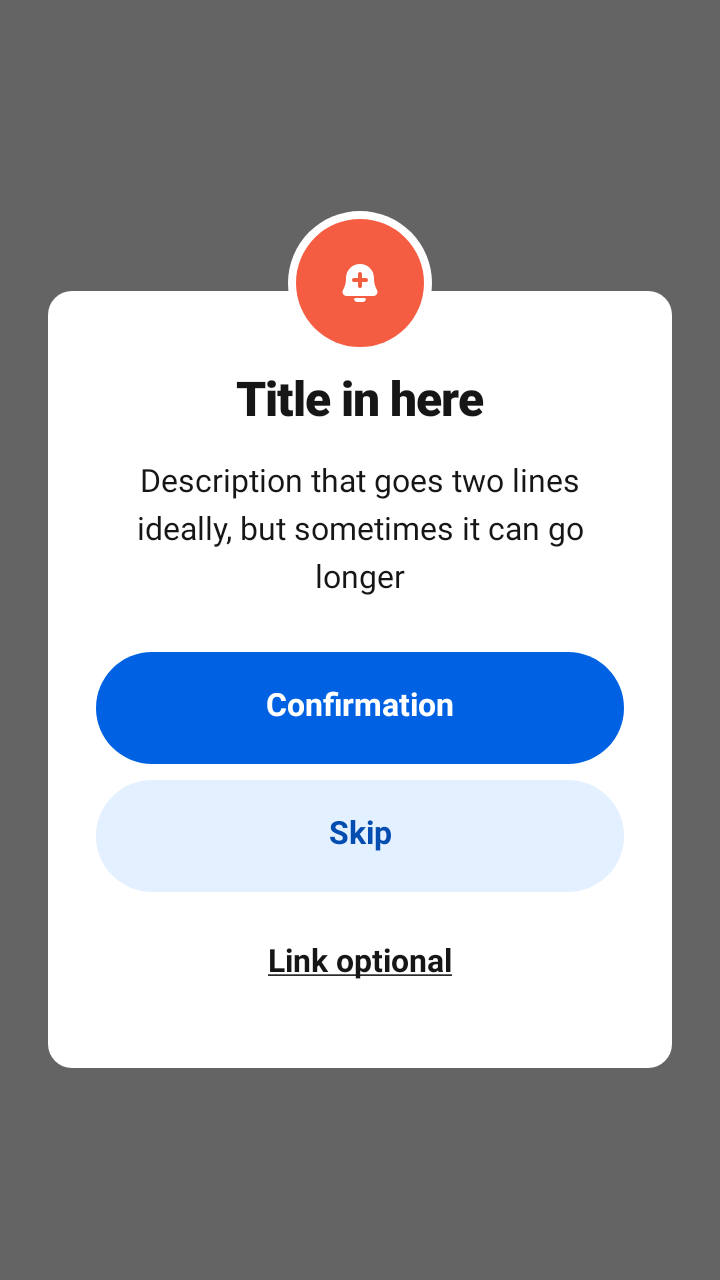 Title in here
Description that goes two lines
ideally, but sometimes it can go
longer
Confirmation
Skip
Link optional